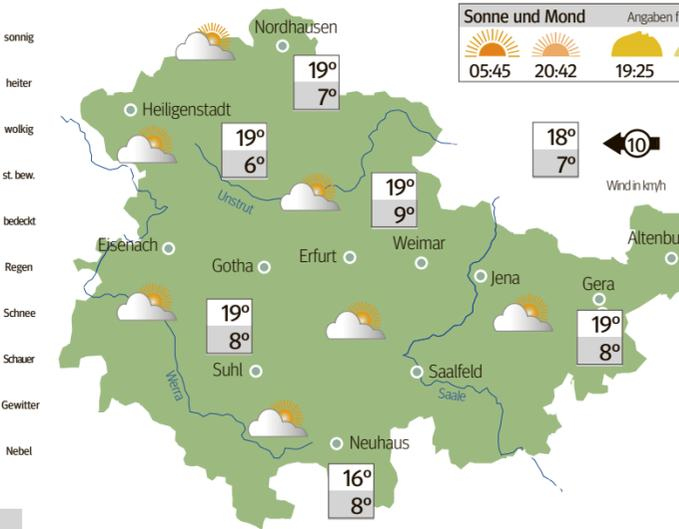 Sonne und Mond
Angaben f
05:45
20:42
19:25
sonnig
heiter
wolkig
st. bew.
bedeckt
Regen
Schnee
Schauer
Gewitter
Nebel
Nordhausen
19°
7°
Heiligenstadt
19°
6°
18°
7°
10
Wind in km/h
19°
9°
Unstrut
Eisenach
Gotha
Erfurt
Weimar
Jena
Altenbu
Gera
19°
8°
19°
8°
Suhl
Werra
Saalfeld
Saale
Neuhaus
16°
8°